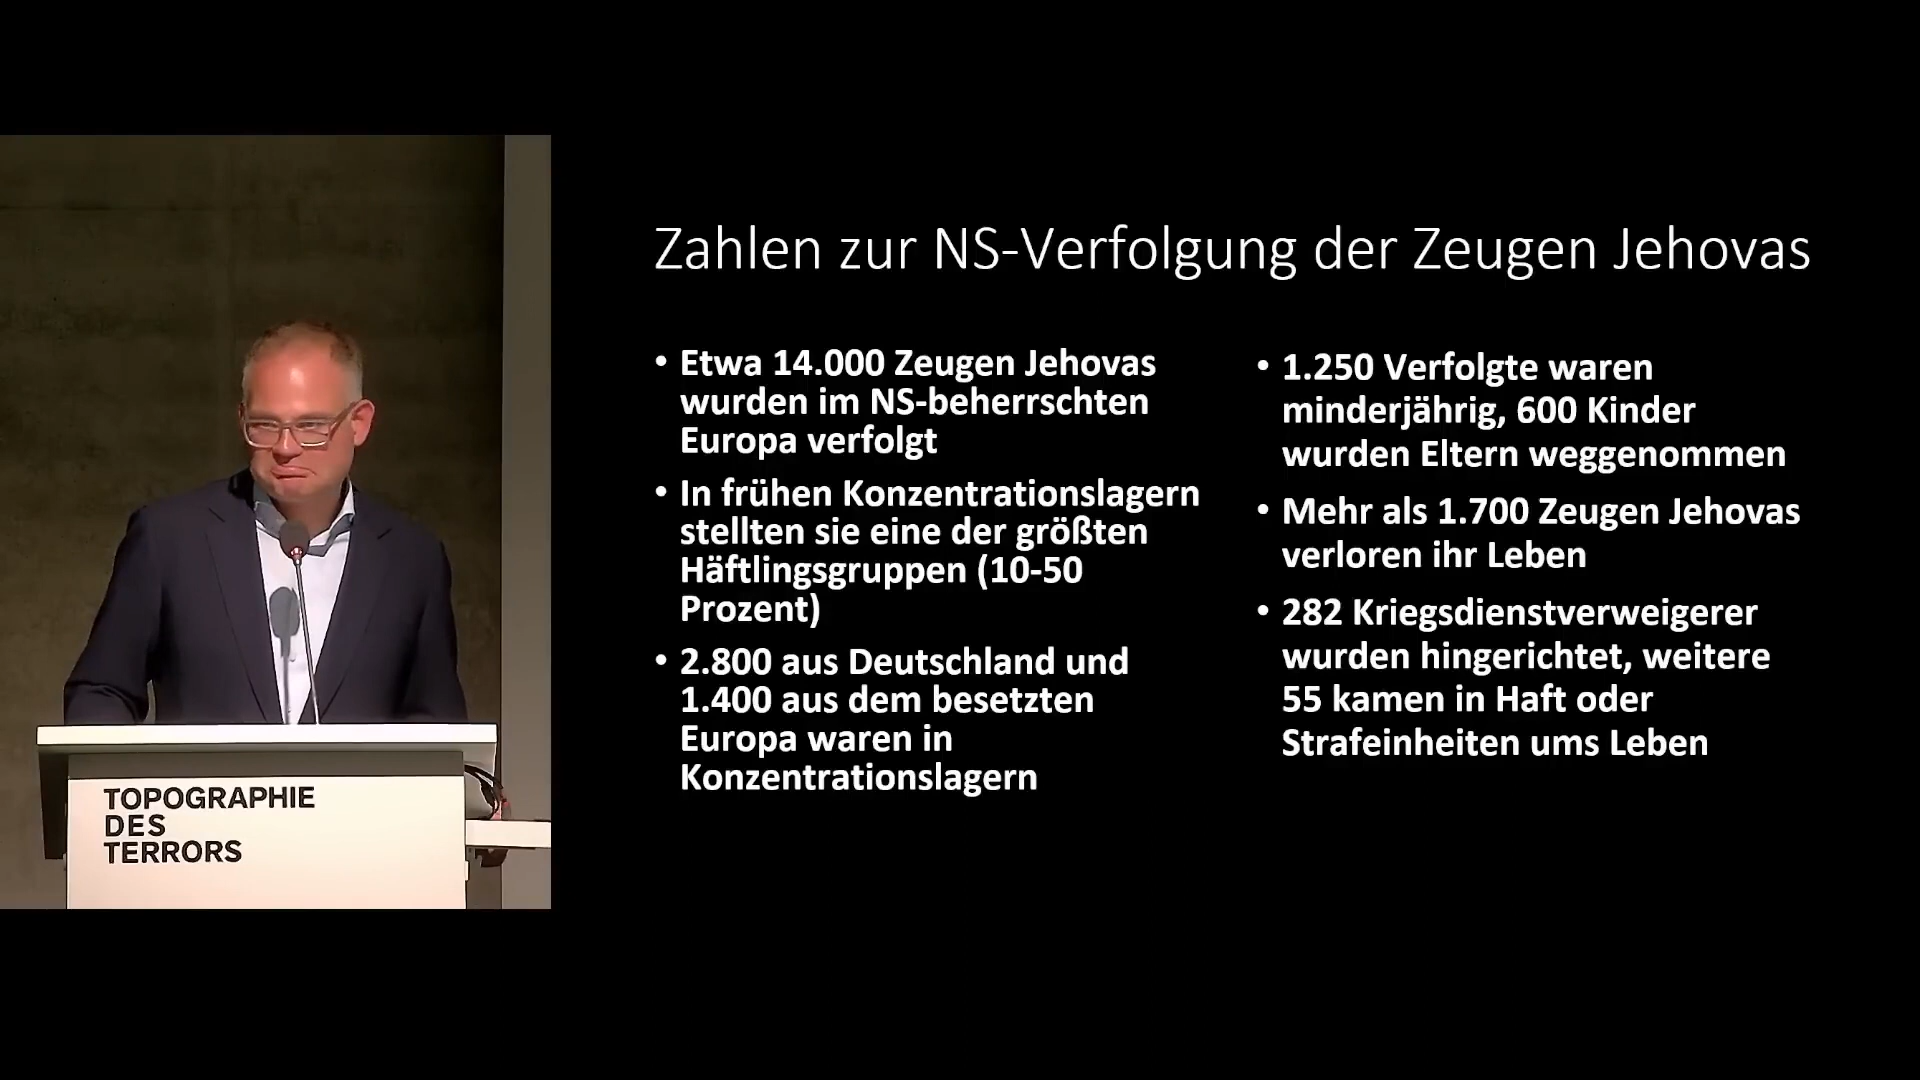 Zahlen zur NS-Verfolgung der Zeugen Jehovas
• Etwa 14.000 Zeugen Jehovas
wurden im NS-beherrschten
Europa verfolgt
• In frühen Konzentrationslagern
stellten sie eine der größten
Häftlingsgruppen (10-50
Prozent)
• 2.800 aus Deutschland und
1.400 aus dem besetzten
Europa waren in
Konzentrationslagern
• 1.250 Verfolgte waren
minderjährig, 600 Kinder
wurden Eltern weggenommen
• Mehr als 1.700 Zeugen Jehovas
verloren ihr Leben
• 282 Kriegsdienstverweigerer
wurden hingerichtet, weitere
55 kamen in Haft oder
Strafeinheiten ums Leben
TOPOGRAPHIE
DES
TERRORS